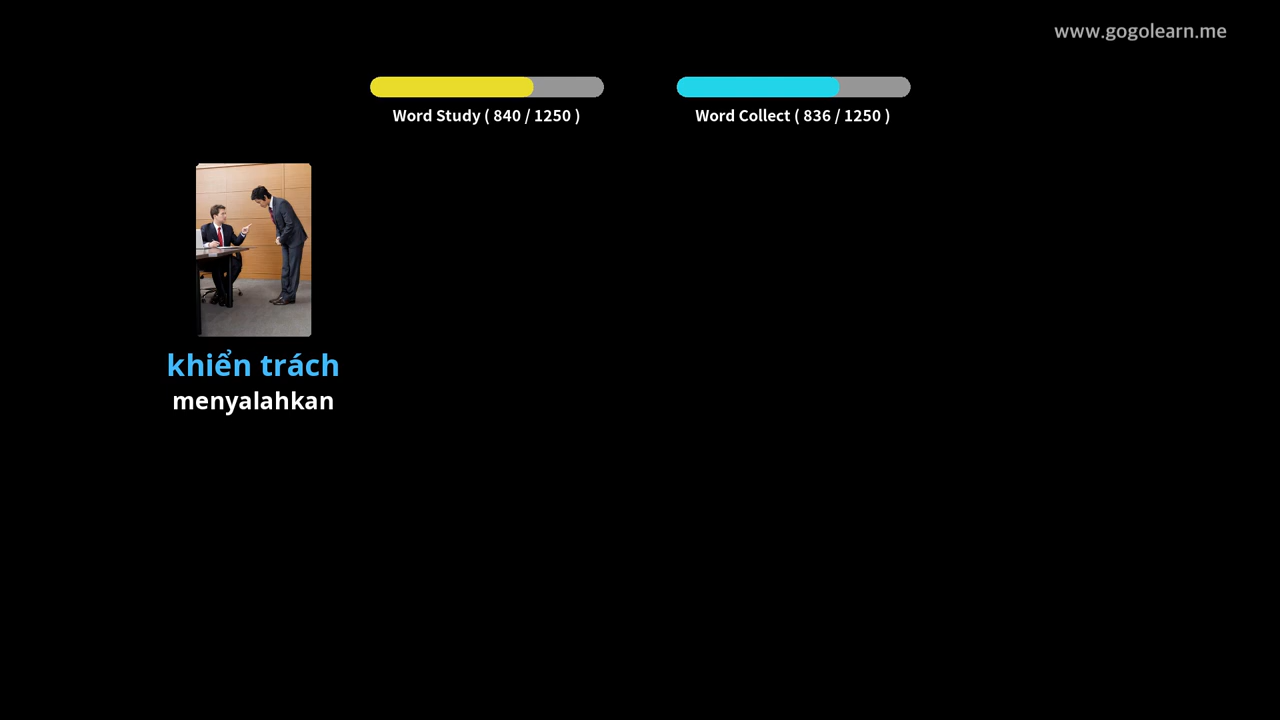 www.gogolearn.me
Word Study ( 840 / 1250 )
Word Collect ( 836 / 1250 )
khiển trách
menyalahkan